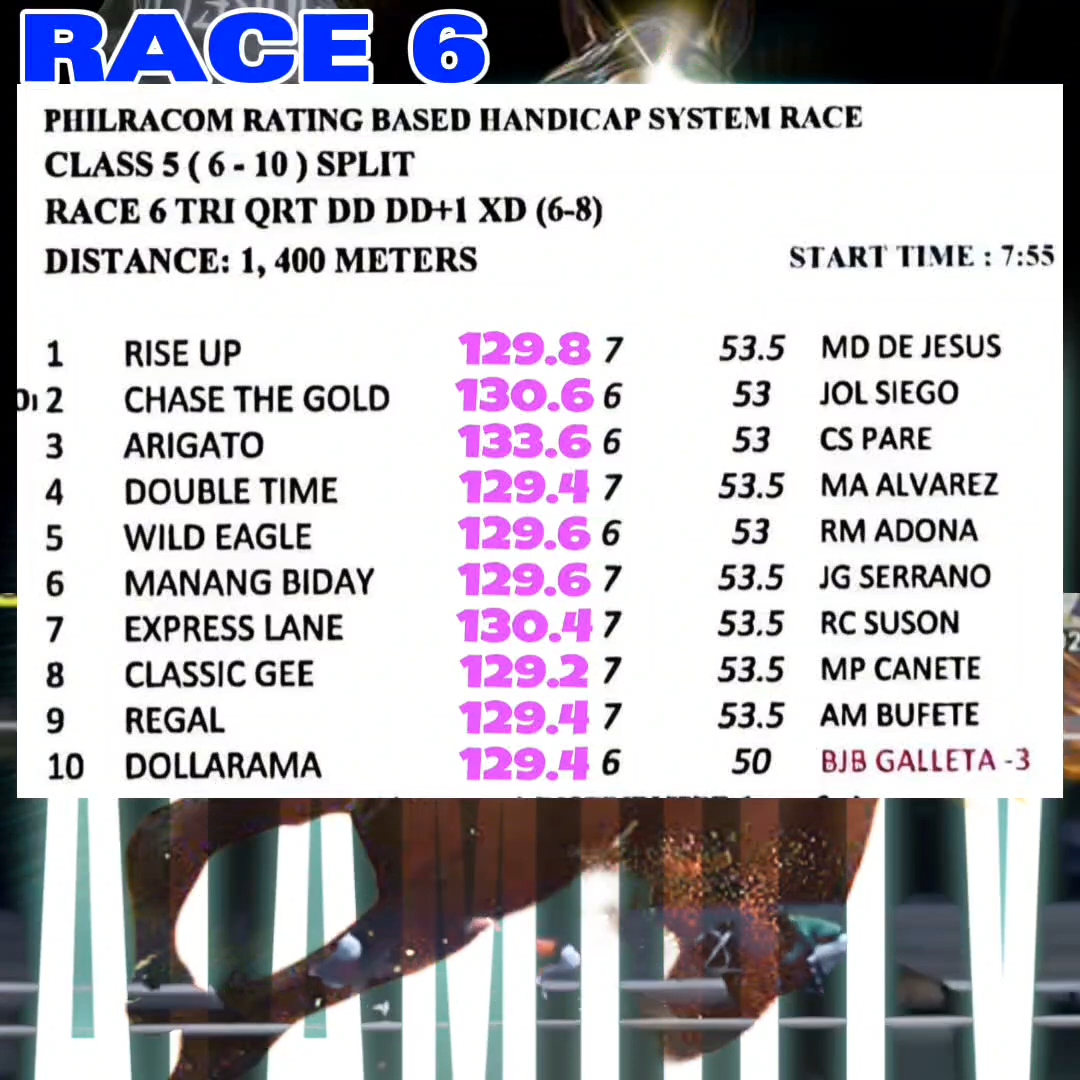 RACE 6
PHILRACOM RATING BASED HANDICAP SYSTEM RACE
CLASS 5 ( 6 - 10 ) SPLIT
RACE 6 TRI QRT DD DD+1 XD (6-8)
DISTANCE: 1, 400 METERS START TIME : 7:55
1 RISE UP 129.8 7 53.5 MD DE JESUS
2 CHASE THE GOLD 130.6 6 53 JOL SIEGO
3 ARIGATO 133.6 6 53 CS PARE
4 DOUBLE TIME 129.4 7 53.5 MA ALVAREZ
5 WILD EAGLE 129.6 6 53 RM ADONA
6 MANANG BIDAY 129.6 7 53.5 JG SERRANO
7 EXPRESS LANE 130.4 7 53.5 RC SUSON
8 CLASSIC GEE 129.2 7 53.5 MP CANETE
9 REGAL 129.4 7 53.5 AM BUFETE
10 DOLLARAMA 129.4 6 50 BJB GALLETA -3